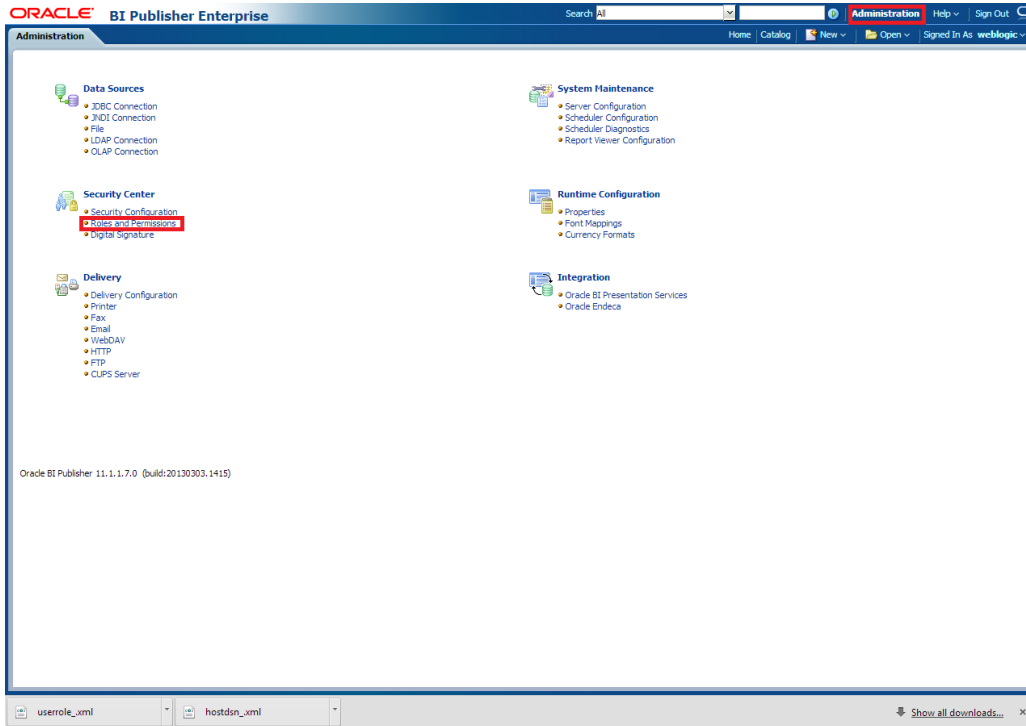 ORACLE BI Publisher Enterprise
Search All
Administration Help Sign Out
Administration
Home Catalog New Open Signed In As weblogic
Data Sources
JDBC Connection
JNDI Connection
File
LDAP Connection
OLAP Connection
System Maintenance
Server Configuration
Scheduler Configuration
Scheduler Diagnostics
Report Viewer Configuration
Security Center
Security Configuration
Roles and Permissions
Digital Signature
Runtime Configuration
Properties
Font Mappings
Currency Formats
Delivery
Delivery Configuration
Printer
Fax
Email
WebDAV
HTTP
FTP
CUPS Server
Integration
Oracle BI Presentation Services
Oracle Endeca
Oracle BI Publisher 11.1.1.7.0 (build:20130303.1415)
userrole_.xml
hostdsn_.xml
Show all downloads...